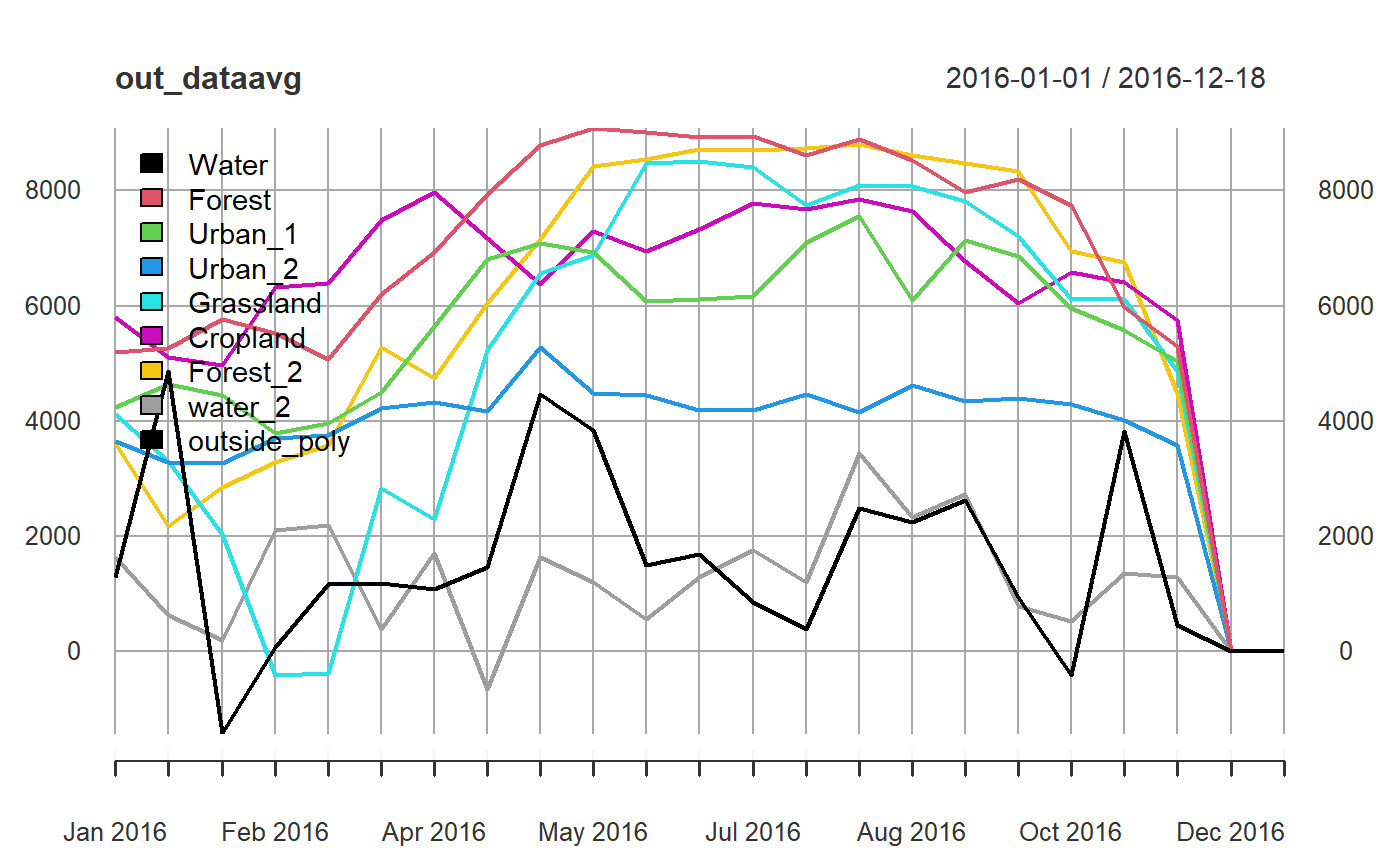 out_dataavg 2016-01-01 / 2016-12-18
Water
8000 8000
Forest
Urban_1
Urban_2
Grassland
6000 6000
Cropland
Forest_2
water_2
4000 4000
outside_poly
2000 2000
0 0
Jan 2016 Feb 2016 Apr 2016 May 2016 Jul 2016 Aug 2016 Oct 2016 Dec 2016